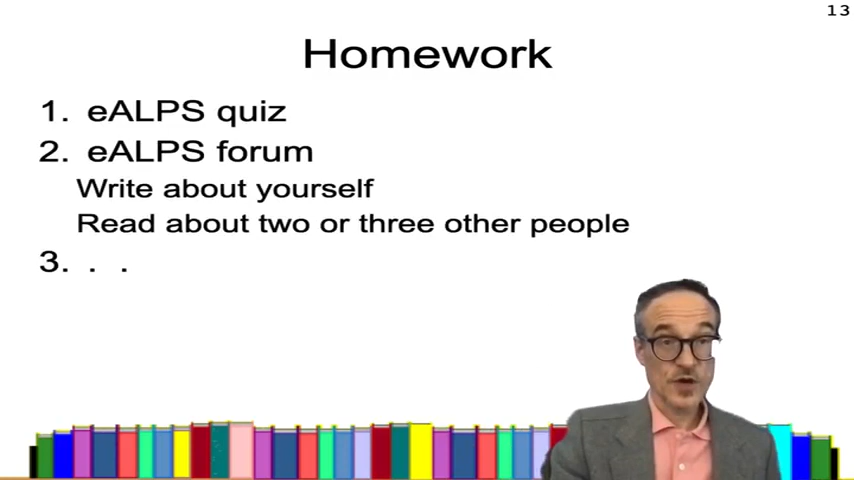 13
Homework
1. eALPS quiz
2. eALPS forum
Write about yourself
Read about two or three other people
3. . .